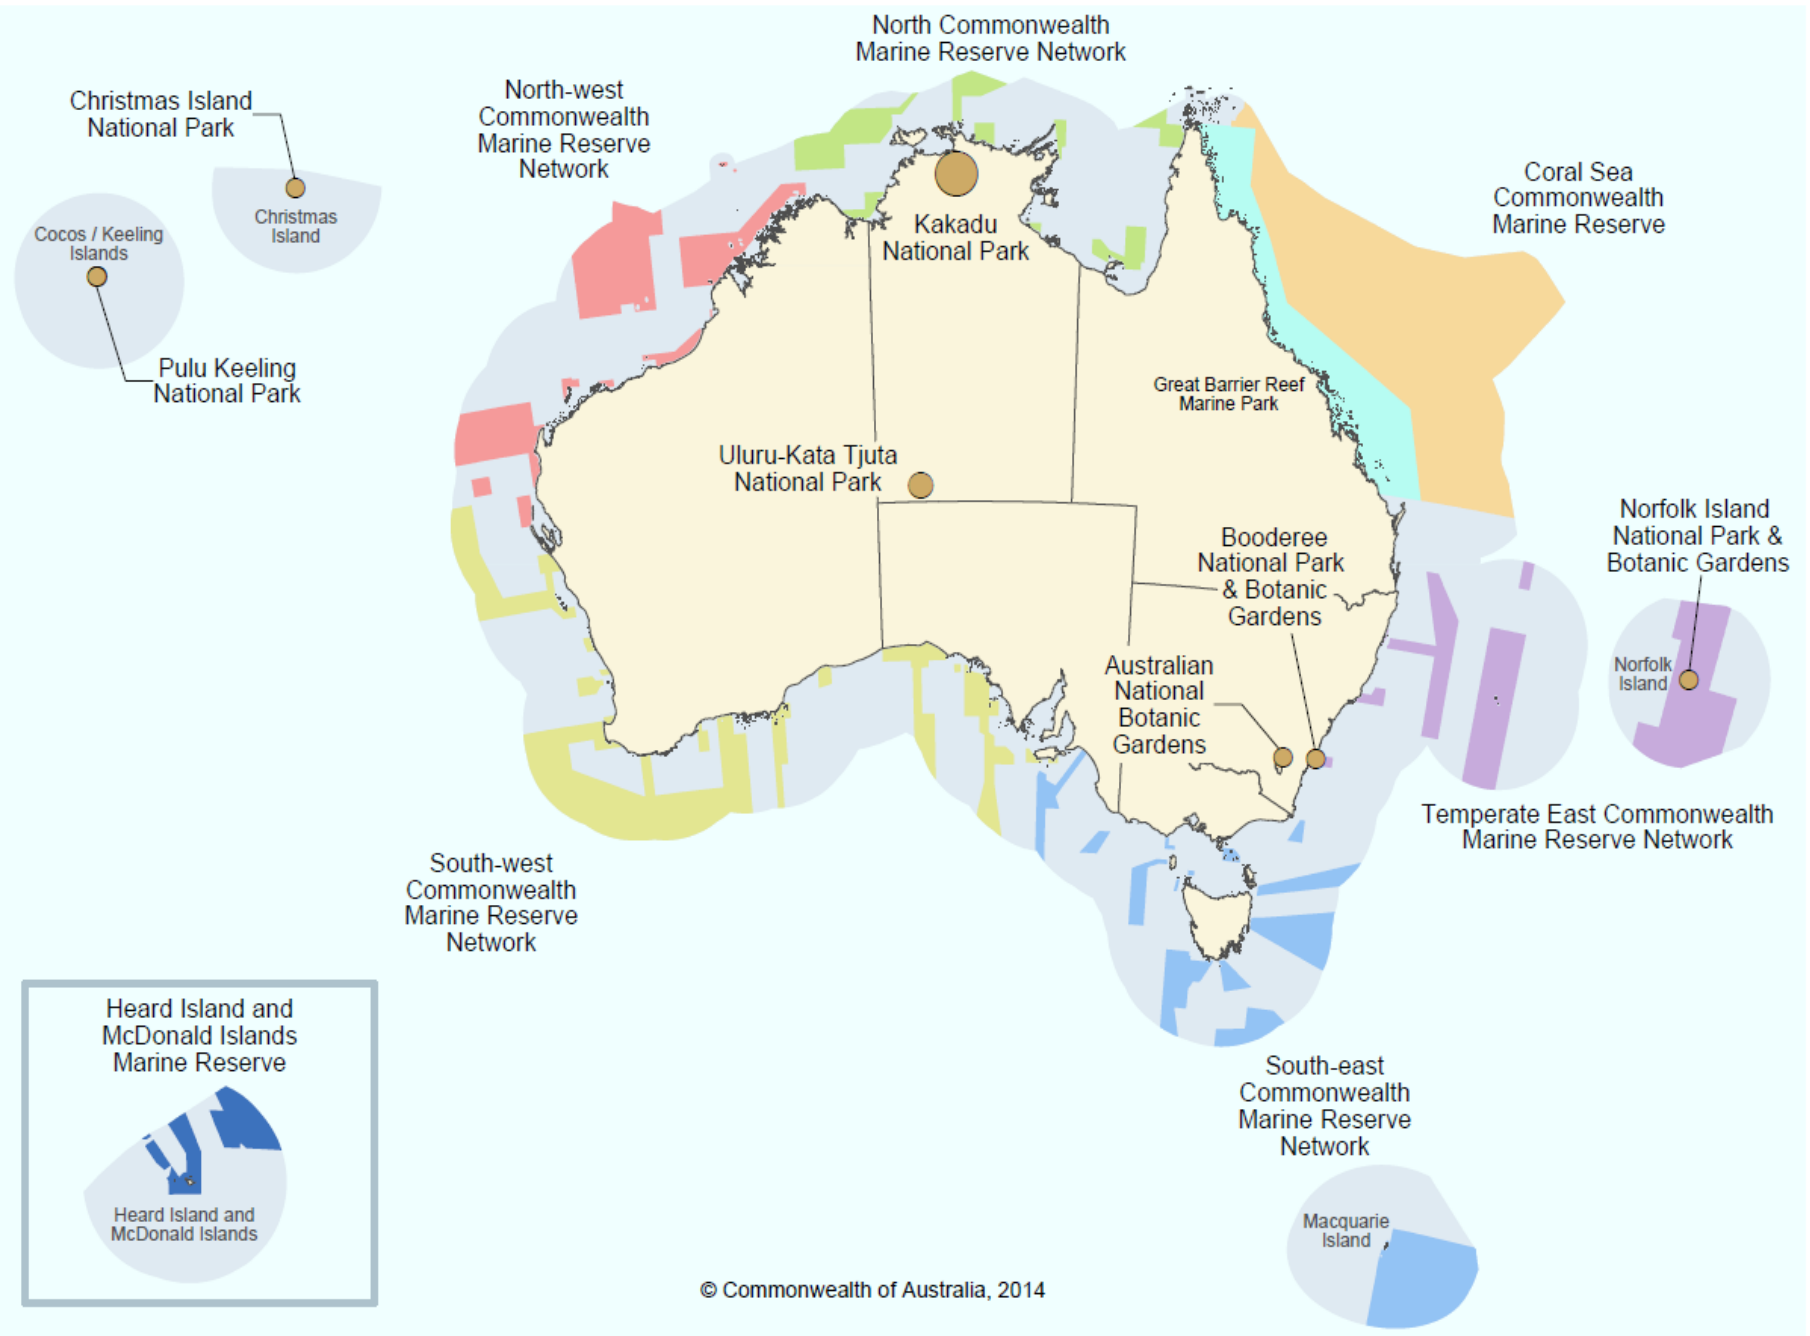 North Commonwealth
Marine Reserve Network
North-west
Commonwealth
Marine Reserve
Network
Christmas Island
National Park
Christmas
Island
Cocos / Keeling
Islands
Pulu Keeling
National Park
Kakadu
National Park
Coral Sea
Commonwealth
Marine Reserve
Great Barrier Reef
Marine Park
Uluru-Kata Tjuta
National Park
Norfolk Island
National Park &
Botanic Gardens
Booderee
National Park
& Botanic
Gardens
Norfolk
Island
Australian
National
Botanic
Gardens
Temperate East Commonwealth
Marine Reserve Network
South-west
Commonwealth
Marine Reserve
Network
Heard Island and
McDonald Islands
Marine Reserve
Heard Island and
McDonald Islands
South-east
Commonwealth
Marine Reserve
Network
Macquarie
Island
© Commonwealth of Australia, 2014